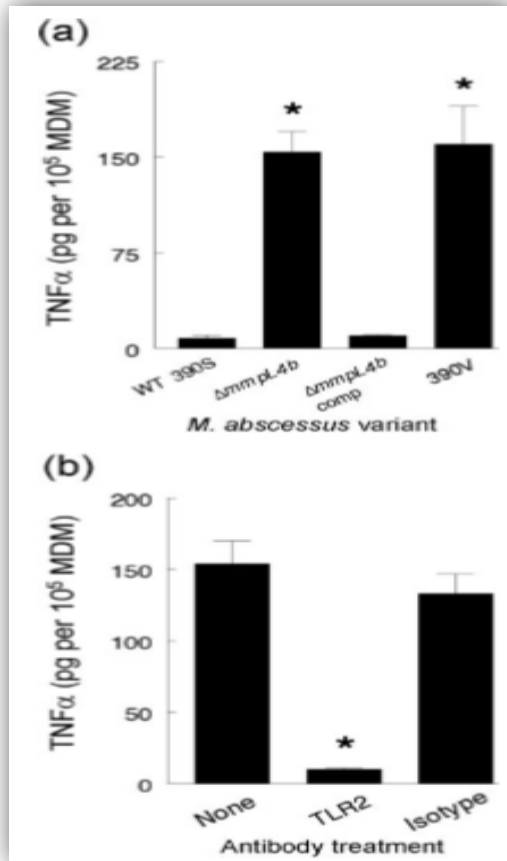 (a)
TNFα (pg per 10⁵ MDM)
225
150
75
0
*
*
WT 390S
ΔmmpL4b
ΔmmpL4b
comp
390V
M. abscessus variant
(b)
TNFα (pg per 10⁵ MDM)
200
150
100
50
0
*
None
TLR2
Isotype
Antibody treatment